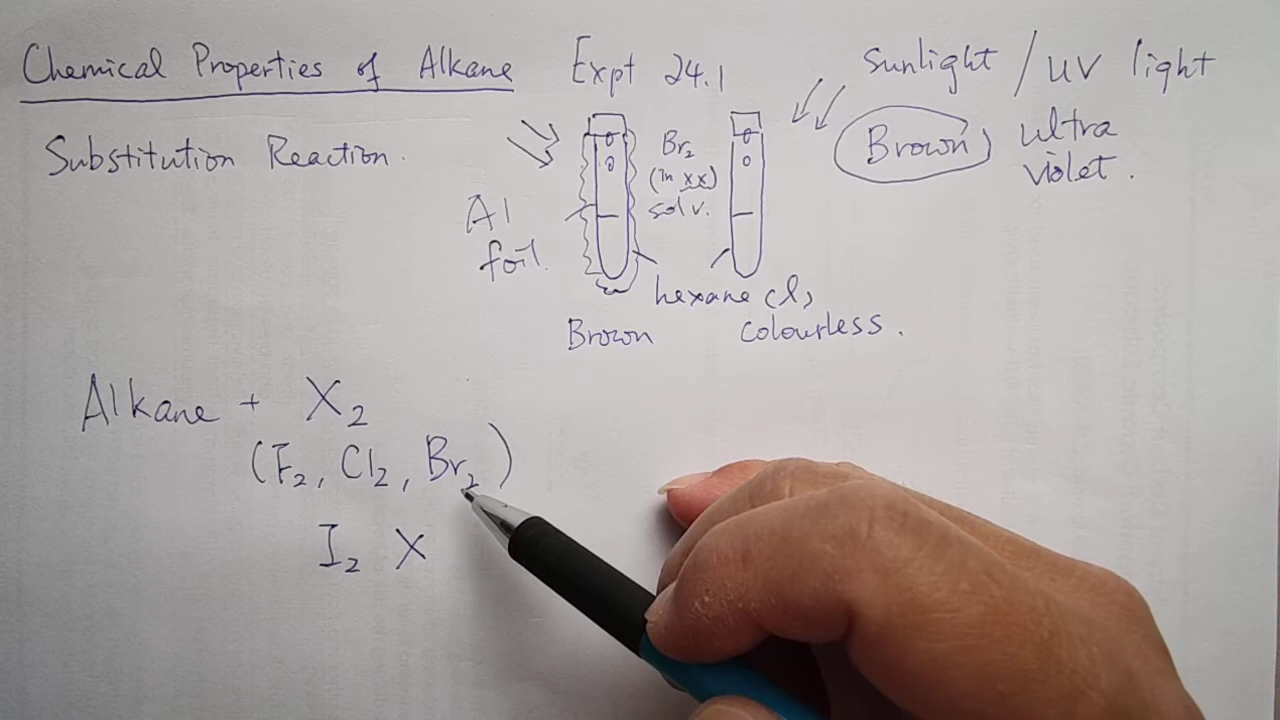 Chemical Properties of Alkane
Expt 24.1
Sunlight / UV light
Brown
ultra
violet.
Substitution Reaction.
Br2
(in xx)
solv.
Al
foil.
hexane (l)
Brown
colourless.
Alkane + X2
(F2, Cl2, Br2)
I2 X